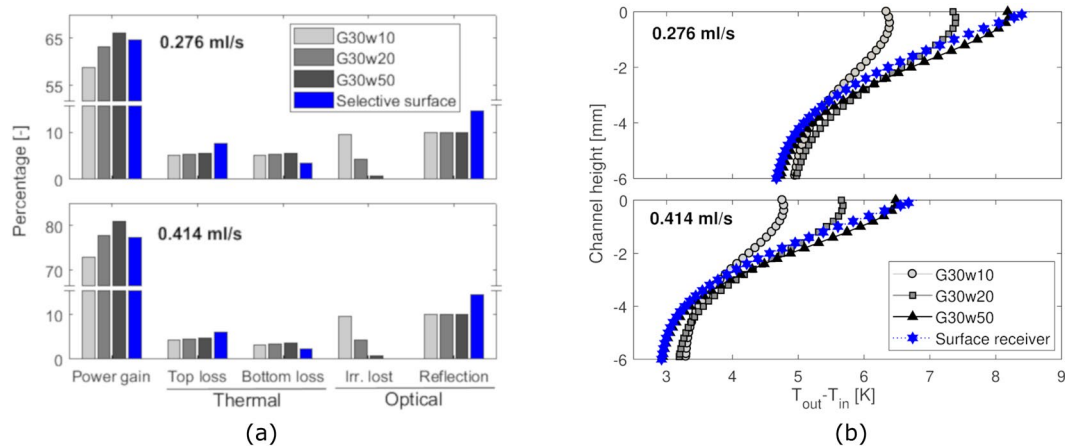 0.276 ml/s
G30w10
G30w20
G30w50
Selective surface
65
55
10
0
Percentage [-]
0.414 ml/s
80
70
10
0
Power gain Top loss Bottom loss Irr. lost Reflection
Thermal Optical
(a)
0.276 ml/s
0
-2
-4
-6
Channel height [mm]
0.414 ml/s
0
-2
-4
-6
G30w10
G30w20
G30w50
Surface receiver
3 4 5 6 7 8 9
T_out-T_in [K]
(b)